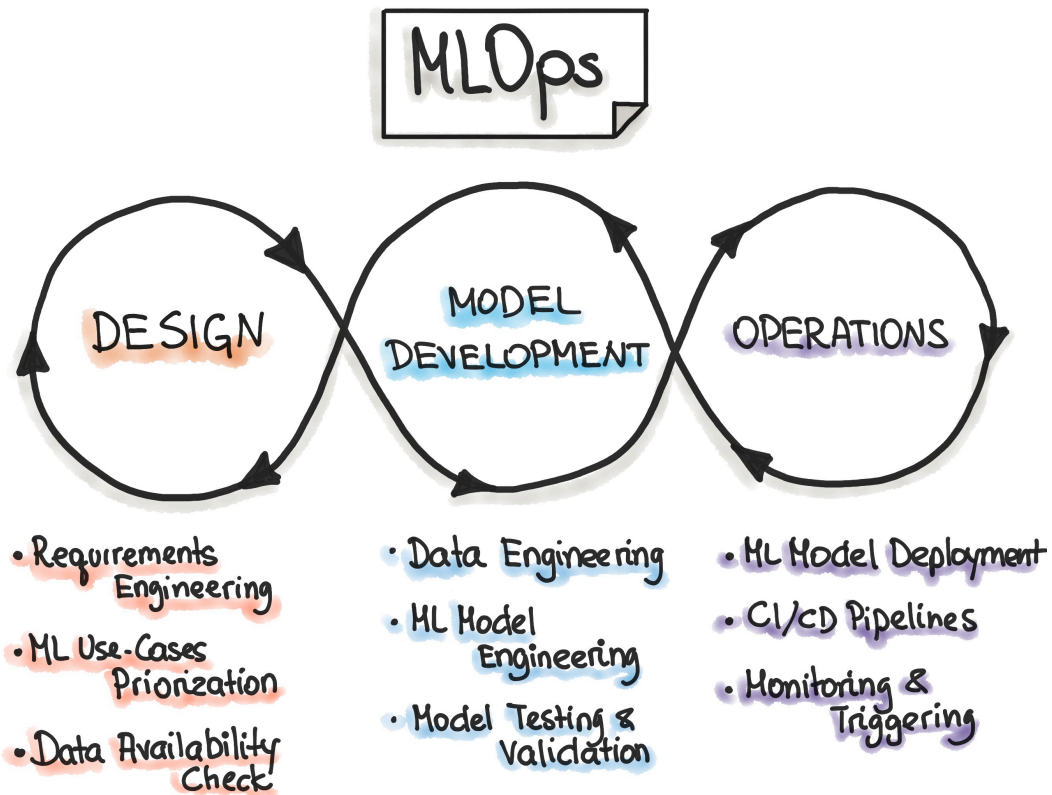 MLOps
DESIGN
MODEL
DEVELOPMENT
OPERATIONS
• Requirements
Engineering
• ML Use-Cases
Priorization
• Data Availability
Check
• Data Engineering
• ML Model
Engineering
• Model Testing &
Validation
• ML Model Deployment
• CI/CD Pipelines
• Monitoring &
Triggering